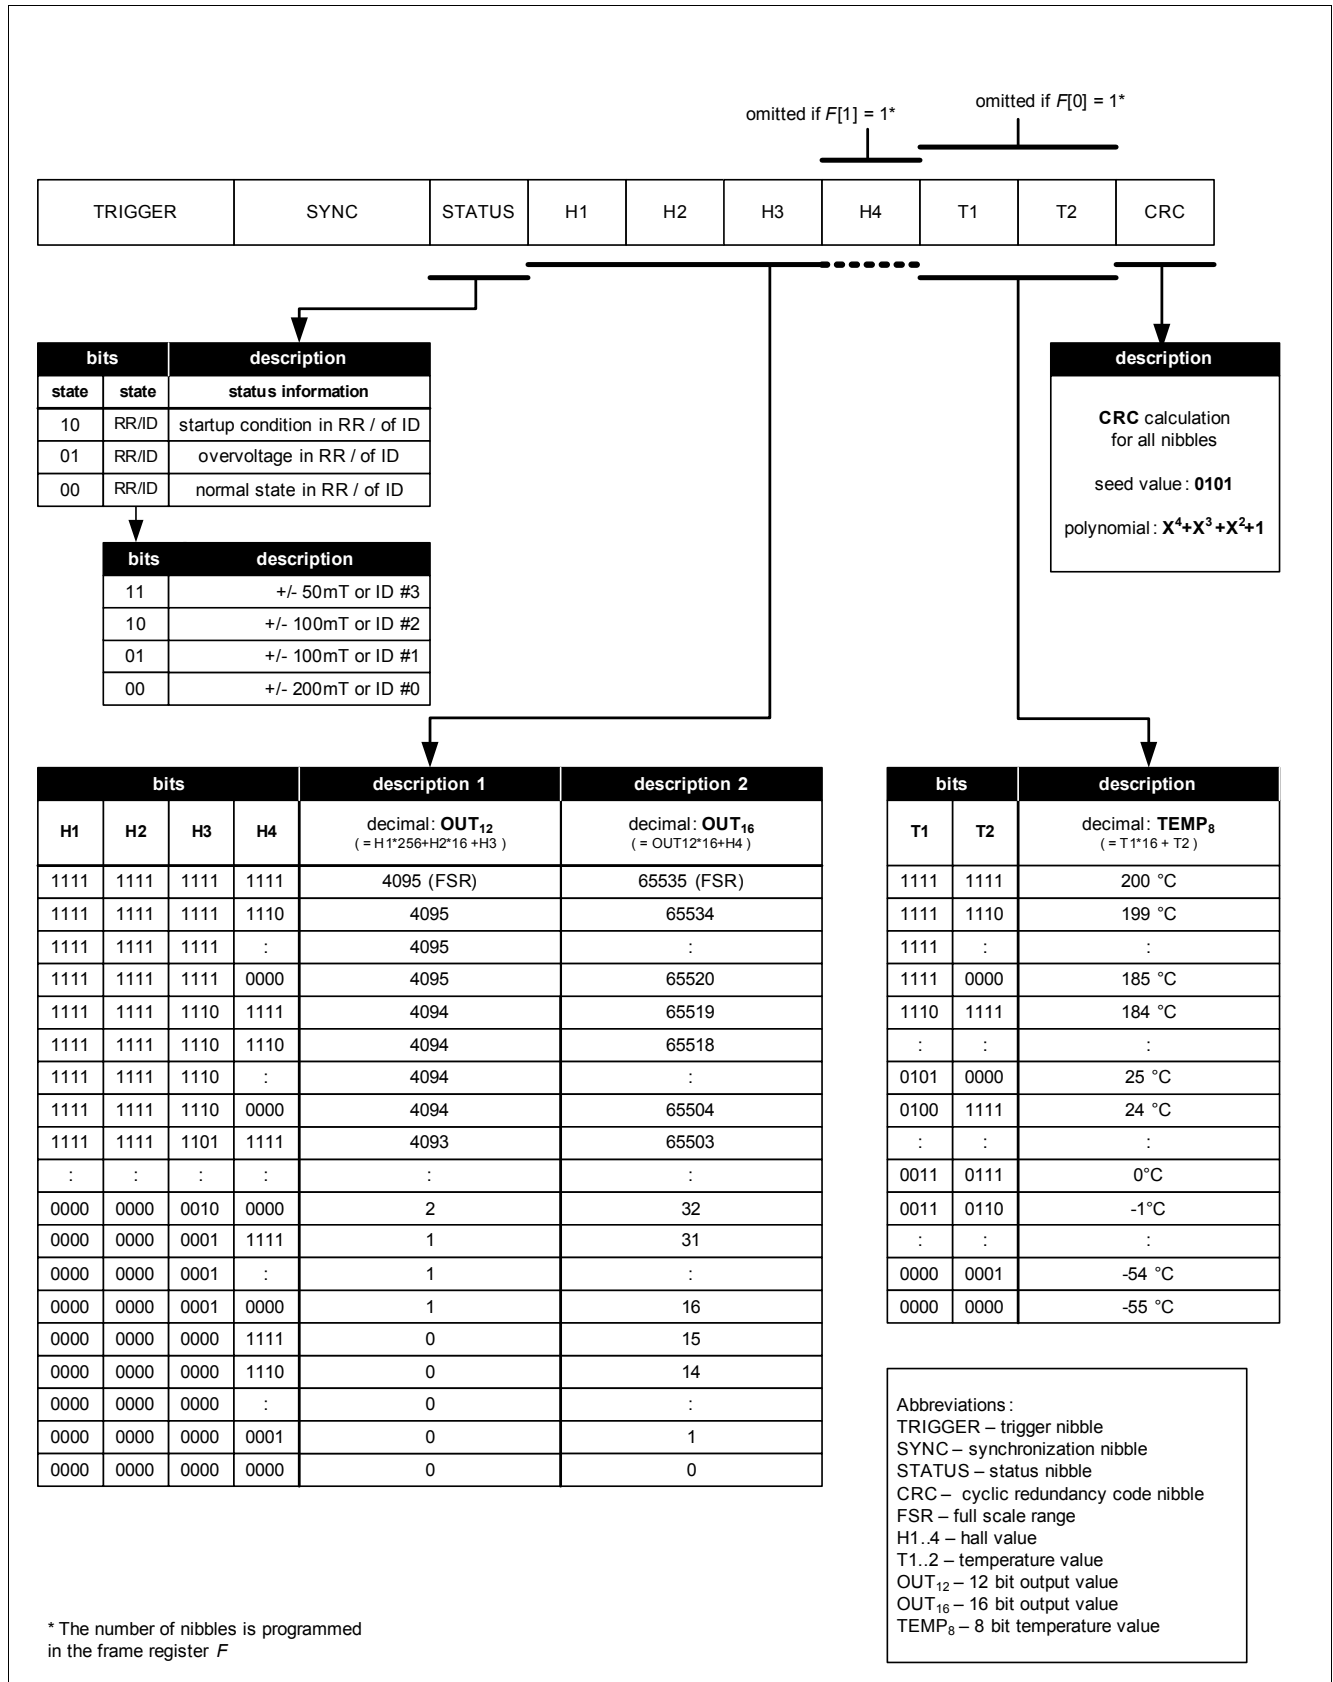 omitted if F[1] = 1*
omitted if F[0] = 1*
TRIGGER SYNC STATUS H1 H2 H3 H4 T1 T2 CRC
bits description
state state status information
10 RR/ID startup condition in RR / of ID
01 RR/ID overvoltage in RR / of ID
00 RR/ID normal state in RR / of ID
bits description
11 +/- 50mT or ID #3
10 +/- 100mT or ID #2
01 +/- 100mT or ID #1
00 +/- 200mT or ID #0
description
CRC calculation
for all nibbles
seed value: 0101
polynomial: X⁴+X³+X²+1
bits description 1 description 2
H1 H2 H3 H4 decimal: OUT₁₂ decimal: OUT₁₆
( = H1*256+H2*16 +H3 ) ( = OUT12*16+H4 )
1111 1111 1111 1111 4095 (FSR) 65535 (FSR)
1111 1111 1111 1110 4095 65534
1111 1111 1111 : 4095 :
1111 1111 1111 0000 4095 65520
1111 1111 1110 1111 4094 65519
1111 1111 1110 1110 4094 65518
1111 1111 1110 : 4094 :
1111 1111 1110 0000 4094 65504
1111 1111 1101 1111 4093 65503
: : : : : :
0000 0000 0010 0000 2 32
0000 0000 0001 1111 1 31
0000 0000 0001 : 1 :
0000 0000 0001 0000 1 16
0000 0000 0000 1111 0 15
0000 0000 0000 1110 0 14
0000 0000 0000 : 0 :
0000 0000 0000 0001 0 1
0000 0000 0000 0000 0 0
bits description
T1 T2 decimal: TEMP₈
( = T1*16 + T2 )
1111 1111 200 °C
1111 1110 199 °C
1111 : :
1111 0000 185 °C
1110 1111 184 °C
: : :
0101 0000 25 °C
0100 1111 24 °C
: : :
0011 0111 0°C
0011 0110 -1°C
: : :
0000 0001 -54 °C
0000 0000 -55 °C
Abbreviations:
TRIGGER – trigger nibble
SYNC – synchronization nibble
STATUS – status nibble
CRC – cyclic redundancy code nibble
FSR – full scale range
H1..4 – hall value
T1..2 – temperature value
OUT₁₂ – 12 bit output value
OUT₁₆ – 16 bit output value
TEMP₈ – 8 bit temperature value
* The number of nibbles is programmed
in the frame register F